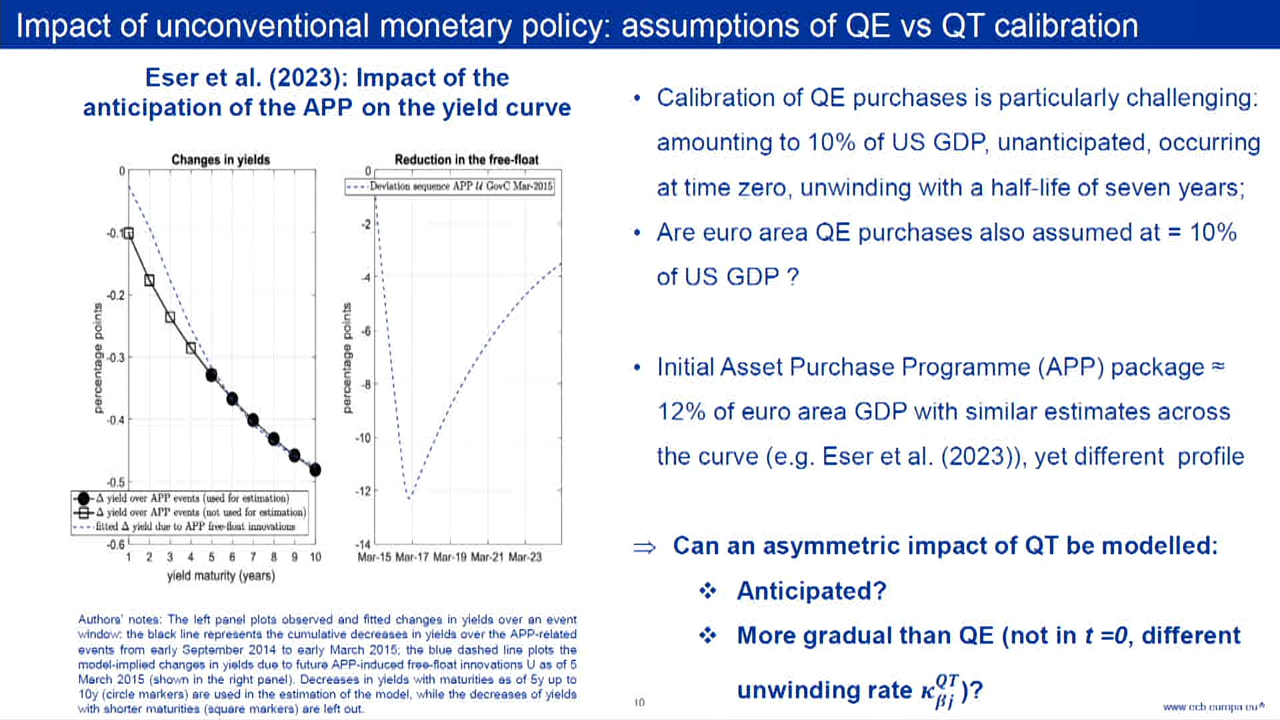 Impact of unconventional monetary policy: assumptions of QE vs QT calibration
Eser et al. (2023): Impact of the
anticipation of the APP on the yield curve
Changes in yields
0
-0.1
-0.2
-0.3
-0.4
-0.5
-0.6
percentage points
Δ yield over APP events (used for estimation)
Δ yield over APP events (not used for estimation)
fitted Δ yield due to APP free-float innovations
1 2 3 4 5 6 7 8 9 10
yield maturity (years)
Reduction in the free-float
Deviation sequence APP U GovC Mar-2015
0
-2
-4
-6
-8
-10
-12
-14
percentage points
Mar-15 Mar-17 Mar-19 Mar-21 Mar-23
Authors' notes: The left panel plots observed and fitted changes in yields over an event
window: the black line represents the cumulative decreases in yields over the APP-related
events from early September 2014 to early March 2015; the blue dashed line plots the
model-implied changes in yields due to future APP-induced free-float innovations U as of 5
March 2015 (shown in the right panel). Decreases in yields with maturities as of 5y up to
10y (circle markers) are used in the estimation of the model, while the decreases of yields
with shorter maturities (square markers) are left out.
• Calibration of QE purchases is particularly challenging:
amounting to 10% of US GDP, unanticipated, occurring
at time zero, unwinding with a half-life of seven years;
• Are euro area QE purchases also assumed at = 10%
of US GDP ?
• Initial Asset Purchase Programme (APP) package ≈
12% of euro area GDP with similar estimates across
the curve (e.g. Eser et al. (2023)), yet different profile
⇒ Can an asymmetric impact of QT be modelled:
❖ Anticipated?
❖ More gradual than QE (not in t =0, different
unwinding rate κ^{QT}_{βj})?
10
www.ecb.europa.eu ®